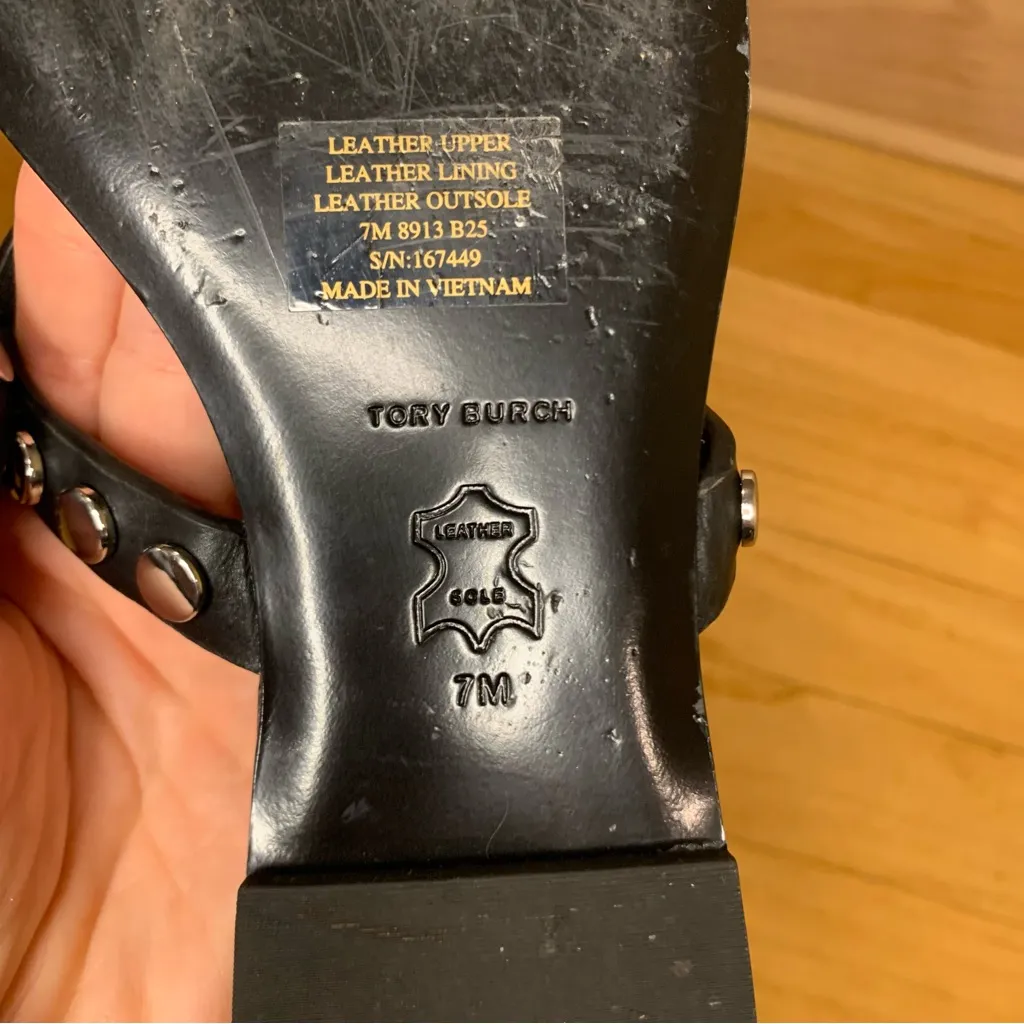 LEATHER UPPER
LEATHER LINING
LEATHER OUTSOLE
7M 8913 B25
S/N:167449
MADE IN VIETNAM
TORY BURCH
LEATHER
SOLE
7M